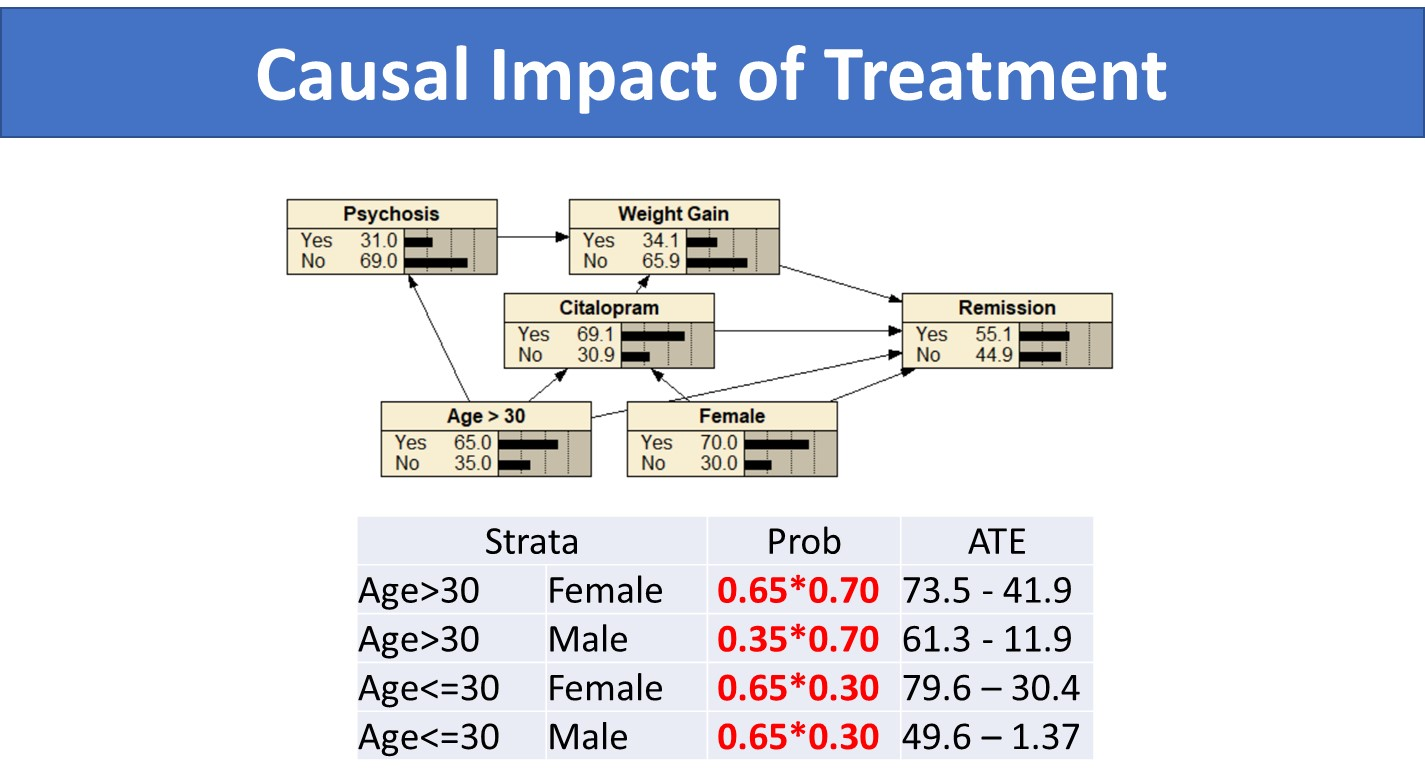 Causal Impact of Treatment
Psychosis
Yes 31.0
No 69.0
Weight Gain
Yes 34.1
No 65.9
Citalopram
Yes 69.1
No 30.9
Remission
Yes 55.1
No 44.9
Age > 30
Yes 65.0
No 35.0
Female
Yes 70.0
No 30.0
Strata Prob ATE
Age>30 Female 0.65*0.70 73.5 - 41.9
Age>30 Male 0.35*0.70 61.3 - 11.9
Age<=30 Female 0.65*0.30 79.6 – 30.4
Age<=30 Male 0.65*0.30 49.6 – 1.37